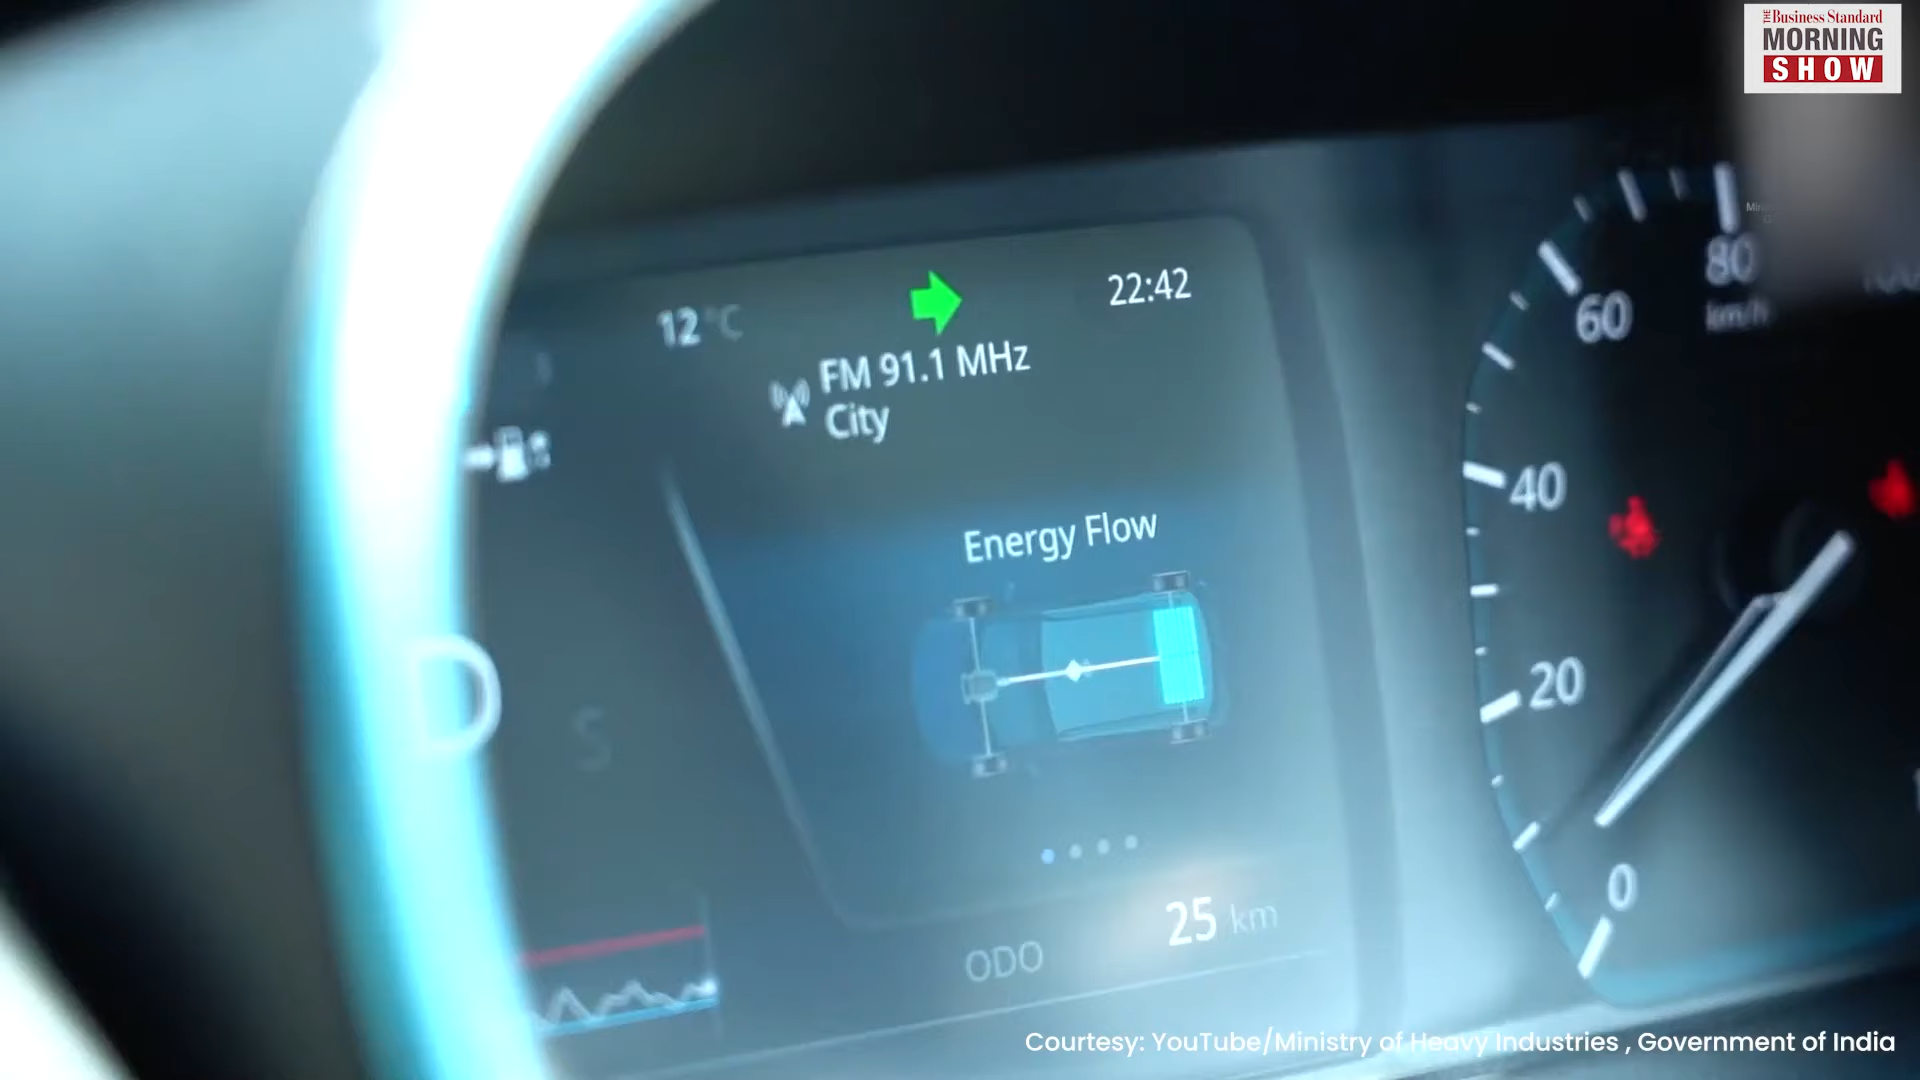 THE Business Standard
MORNING
SHOW
12 °C
22:42
FM 91.1 MHz
City
Energy Flow
D
S
ODO
25 km
80
km/h
60
40
20
0
Courtesy: YouTube/Ministry of Heavy Industries , Government of India